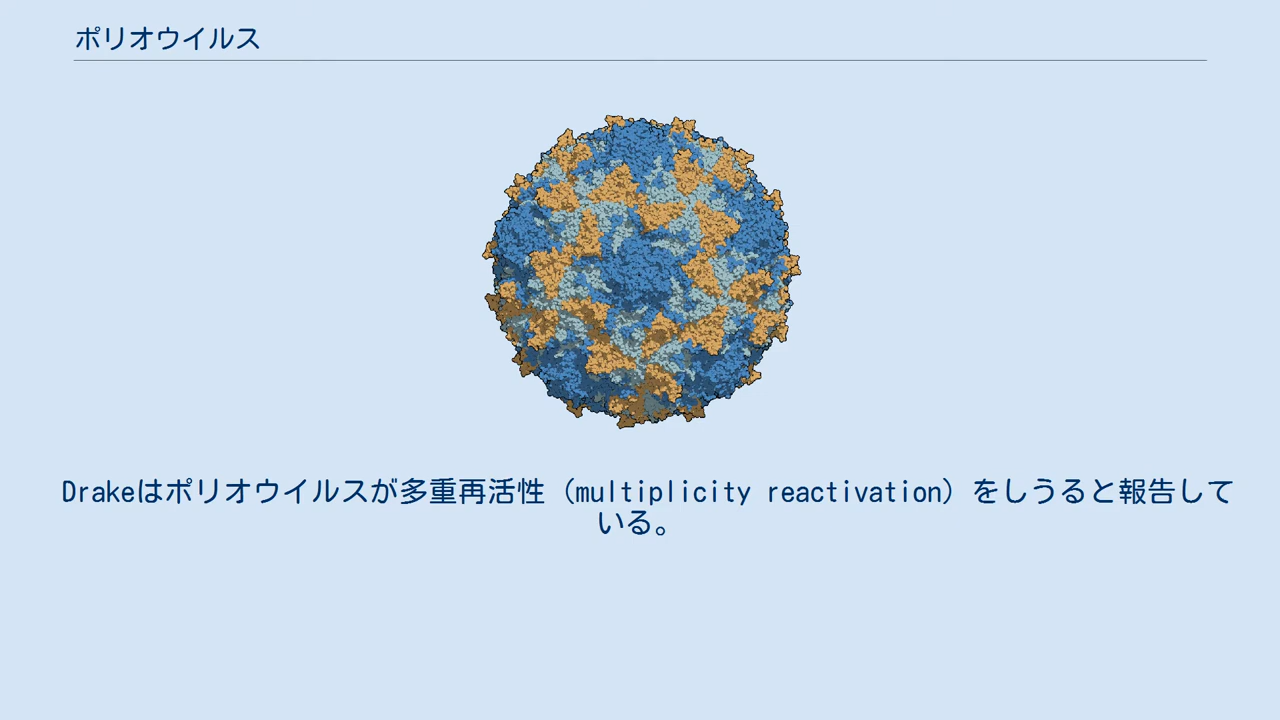 ポリオウイルス
Drakeはポリオウイルスが多重再活性（multiplicity reactivation）をしうると報告して
いる。